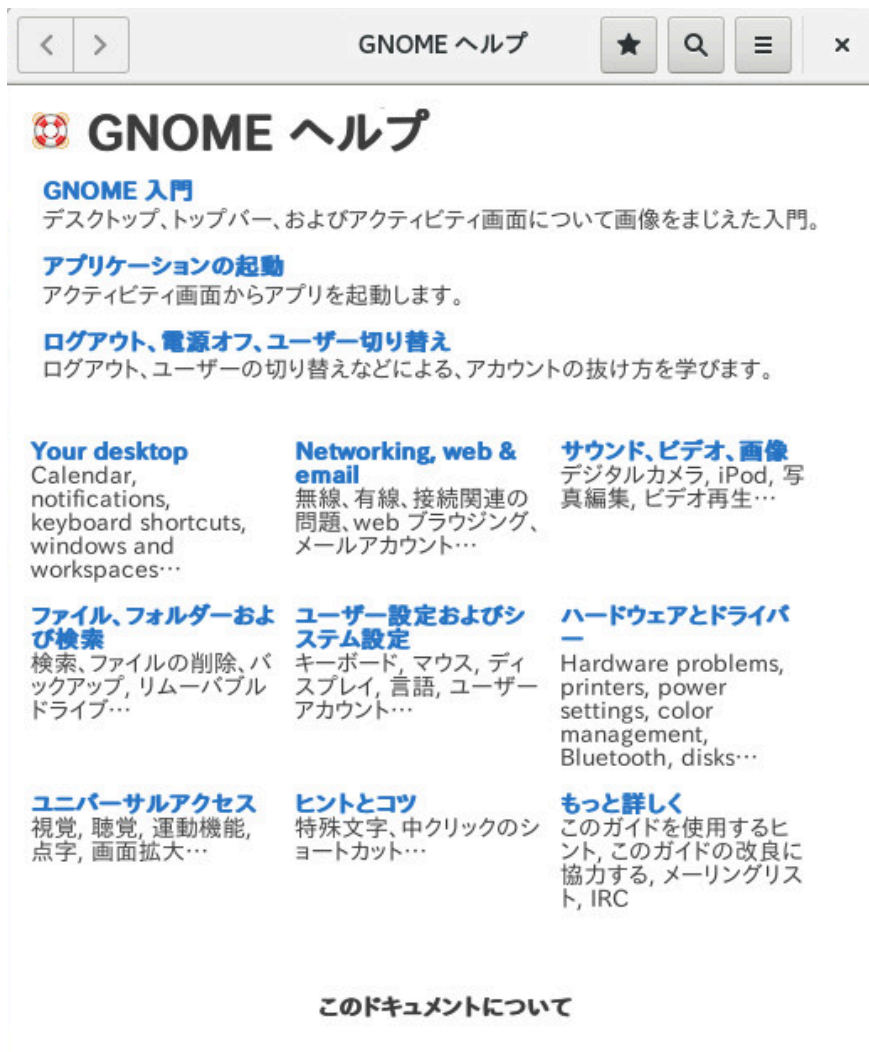 GNOME ヘルプ
GNOME ヘルプ
GNOME 入門
デスクトップ、トップバー、およびアクティビティ画面について画像をまじえた入門。
アプリケーションの起動
アクティビティ画面からアプリを起動します。
ログアウト、電源オフ、ユーザー切り替え
ログアウト、ユーザーの切り替えなどによる、アカウントの抜け方を学びます。
Your desktop
Calendar,
notifications,
keyboard shortcuts,
windows and
workspaces…
Networking, web &
email
無線、有線、接続関連の
問題、web ブラウジング、
メールアカウント…
サウンド、ビデオ、画像
デジタルカメラ, iPod, 写
真編集, ビデオ再生…
ファイル、フォルダーおよ
び検索
検索、ファイルの削除、バ
ックアップ, リムーバブル
ドライブ…
ユーザー設定およびシ
ステム設定
キーボード, マウス, ディ
スプレイ, 言語, ユーザー
アカウント…
ハードウェアとドライバ
ー
Hardware problems,
printers, power
settings, color
management,
Bluetooth, disks…
ユニバーサルアクセス
視覚, 聴覚, 運動機能,
点字, 画面拡大…
ヒントとコツ
特殊文字、中クリックのシ
ョートカット…
もっと詳しく
このガイドを使用するヒ
ント, このガイドの改良に
協力する, メーリングリス
ト, IRC
このドキュメントについて